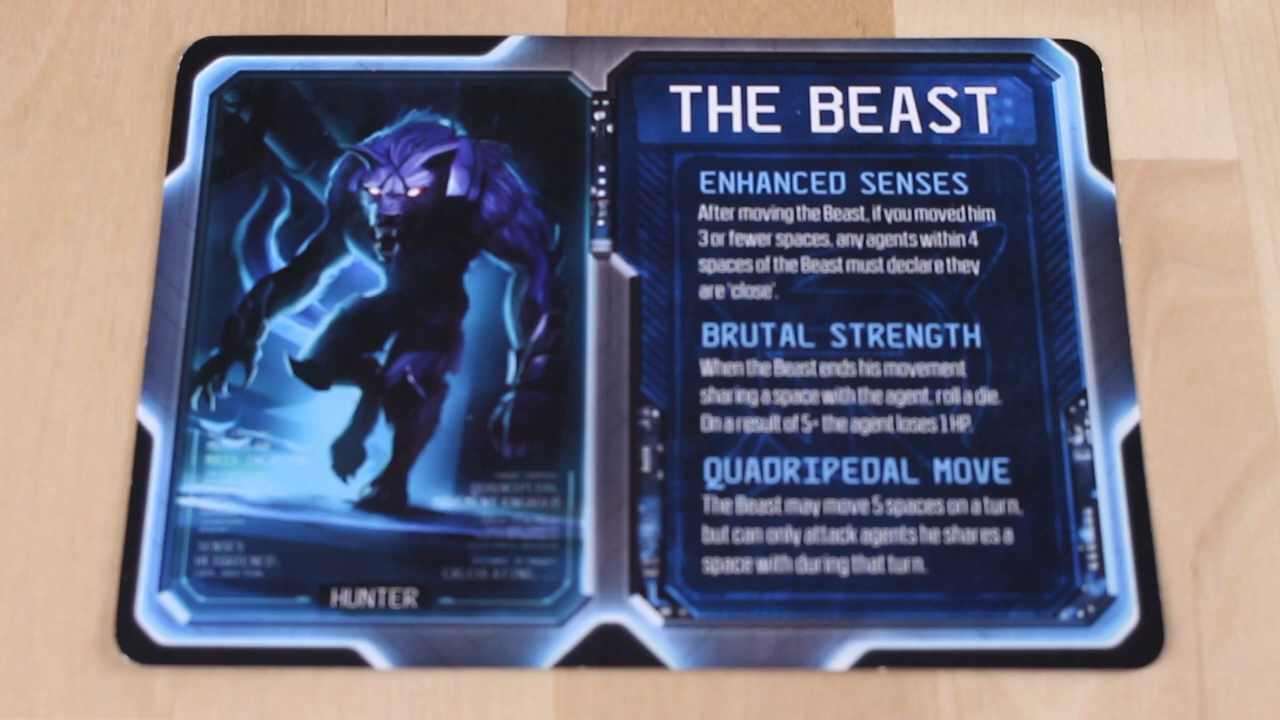 THE BEAST
ENHANCED SENSES
After moving the Beast, if you moved him
3 or fewer spaces, any agents within 4
spaces of the Beast must declare they
are 'close'.
BRUTAL STRENGTH
When the Beast ends his movement
sharing a space with the agent, roll a die.
On a result of 5+ the agent loses 1 HP.
QUADRIPEDAL MOVE
The Beast may move 5 spaces on a turn,
but can only attack agents he shares a
space with during that turn.
SENSES
HEIGHTENED
CALCULATING...
HUNTER